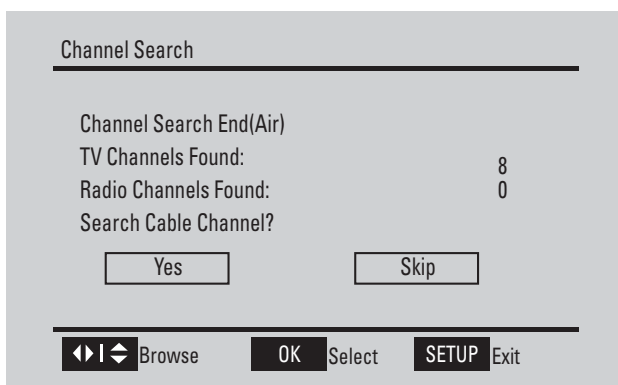 Channel Search
Channel Search End(Air)
TV Channels Found: 8
Radio Channels Found: 0
Search Cable Channel?
Yes Skip
Browse OK Select SETUP Exit